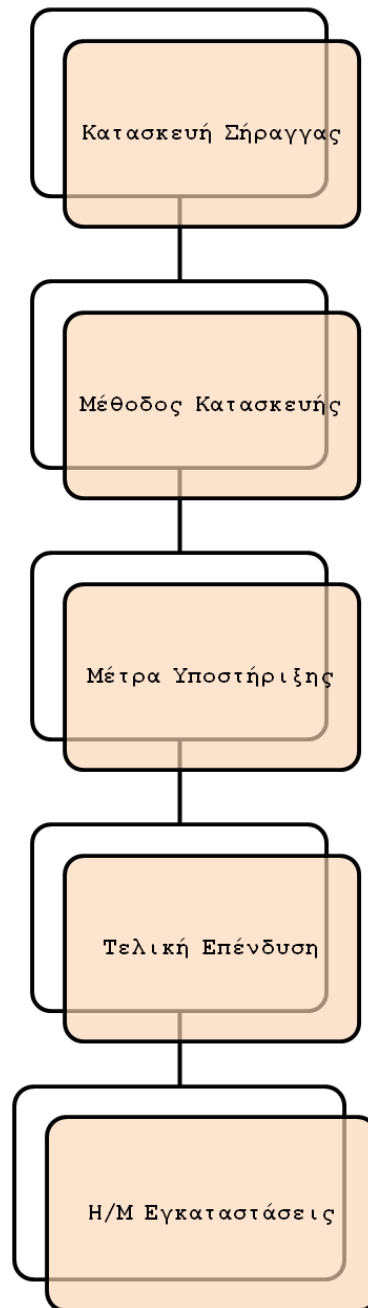 Κατασκευή Σήραγγας
Μέθοδος Κατασκευής
Μέτρα Υποστήριξης
Τελική Επένδυση
Η/Μ Εγκαταστάσεις